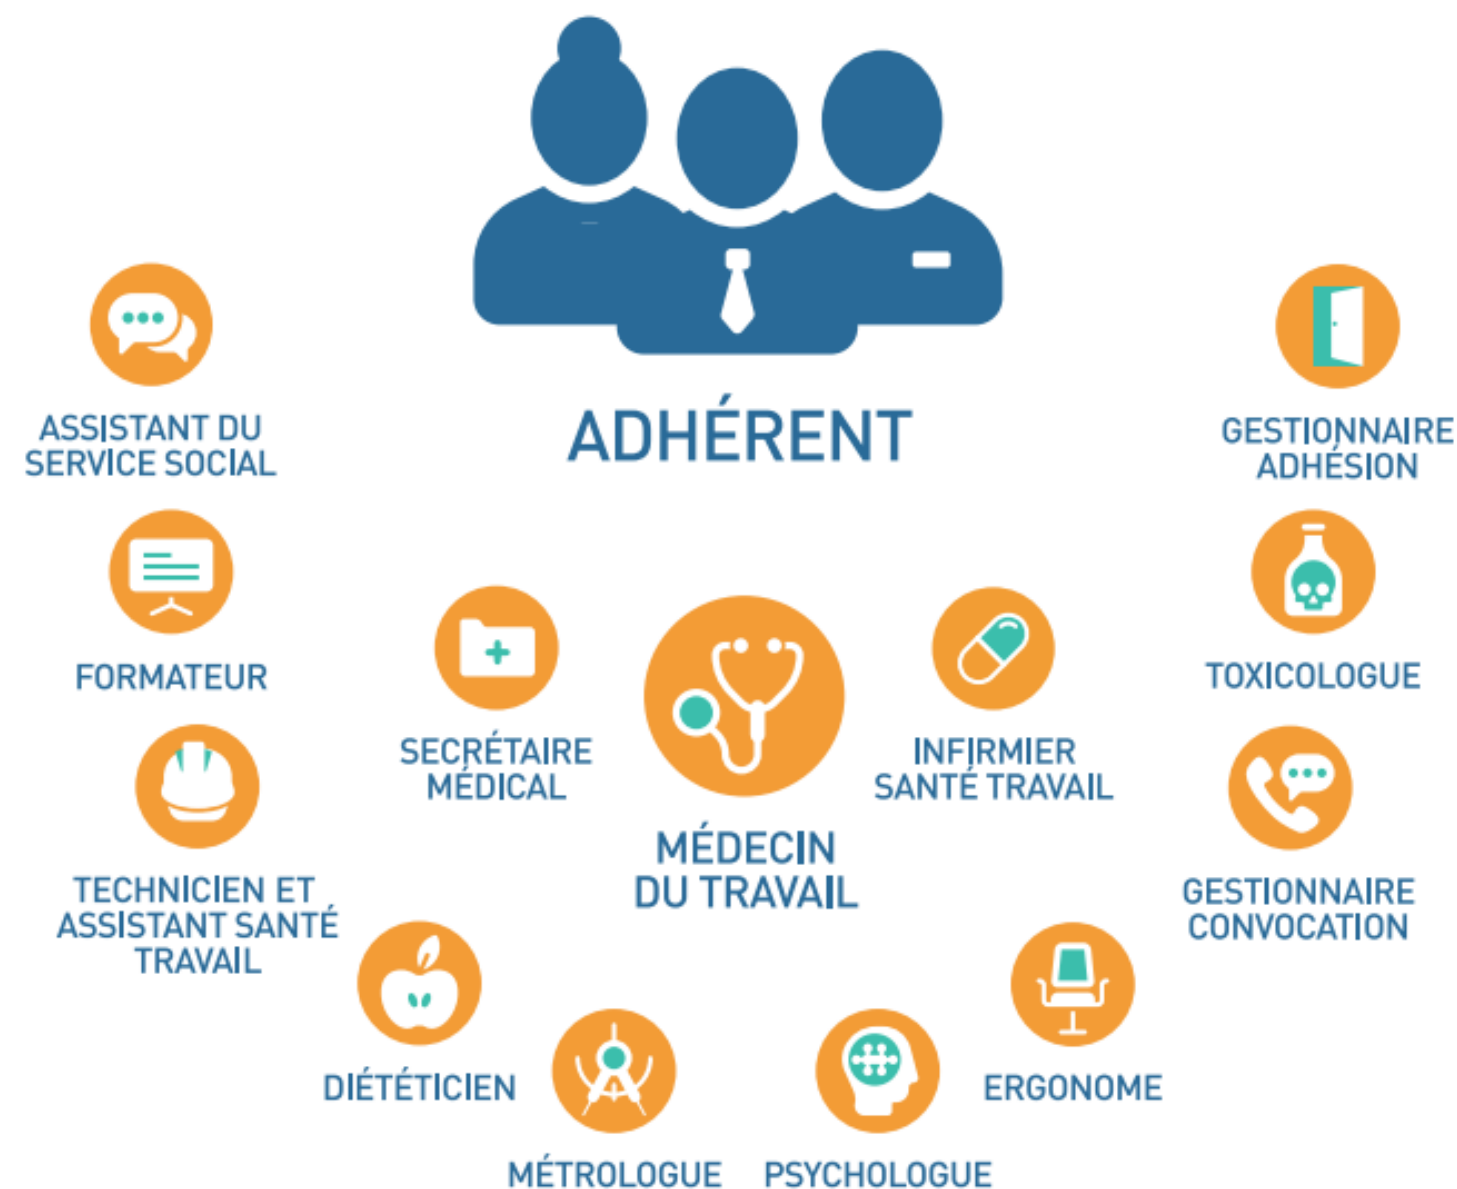 ADHÉRENT
ASSISTANT DU
SERVICE SOCIAL
GESTIONNAIRE
ADHÉSION
FORMATEUR
TOXICOLOGUE
SECRÉTAIRE
MÉDICAL
INFIRMIER
SANTÉ TRAVAIL
MÉDECIN
DU TRAVAIL
TECHNICIEN ET
ASSISTANT SANTÉ
TRAVAIL
GESTIONNAIRE
CONVOCATION
DIÉTÉTICIEN
ERGONOME
MÉTROLOGUE
PSYCHOLOGUE